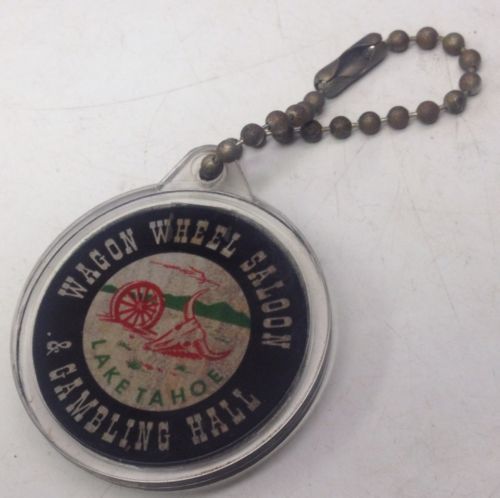 WAGON WHEEL SALOON
& GAMBLING HALL
LAKE TAHOE